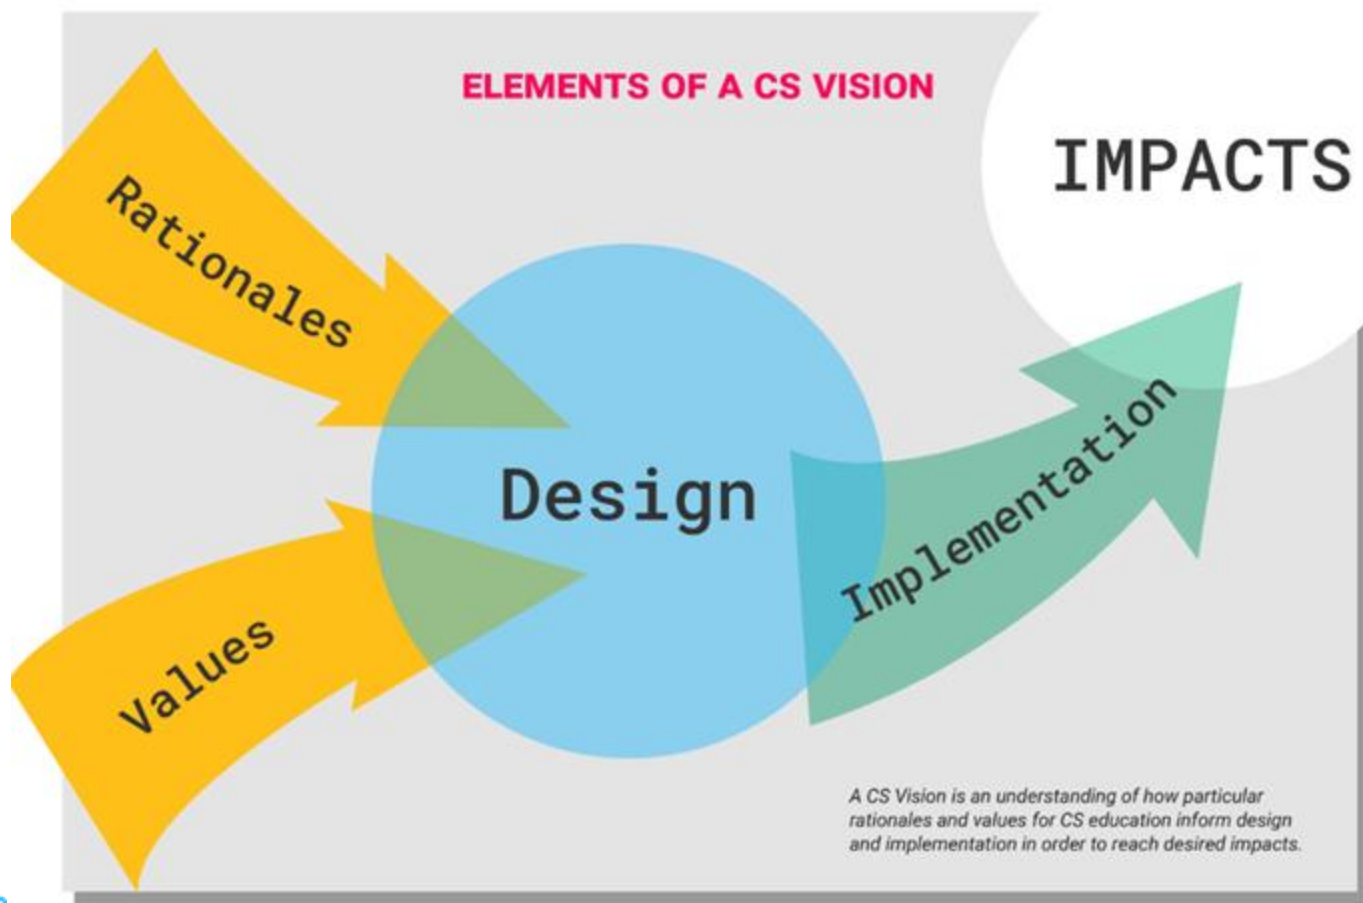 ELEMENTS OF A CS VISION
IMPACTS
Rationales
Design
Implementation
Values
A CS Vision is an understanding of how particular
rationales and values for CS education inform design
and implementation in order to reach desired impacts.